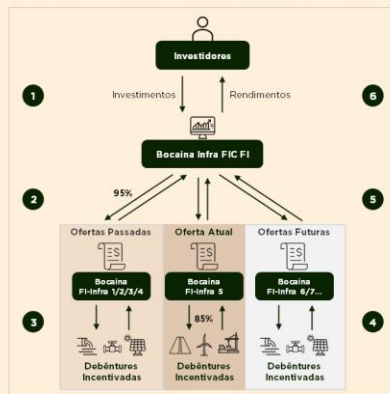 Investidores
1
6
Investimentos
Rendimentos
Bocaina Infra FIC FI
2
95%
5
Ofertas Passadas
Oferta Atual
Ofertas Futuras
Bocaina
FI-Infra 1/2/3/4
Bocaina
FI-Infra 5
Bocaina
FI-Infra 6/7...
3
85%
4
Debêntures
Incentivadas
Debêntures
Incentivadas
Debêntures
Incentivadas